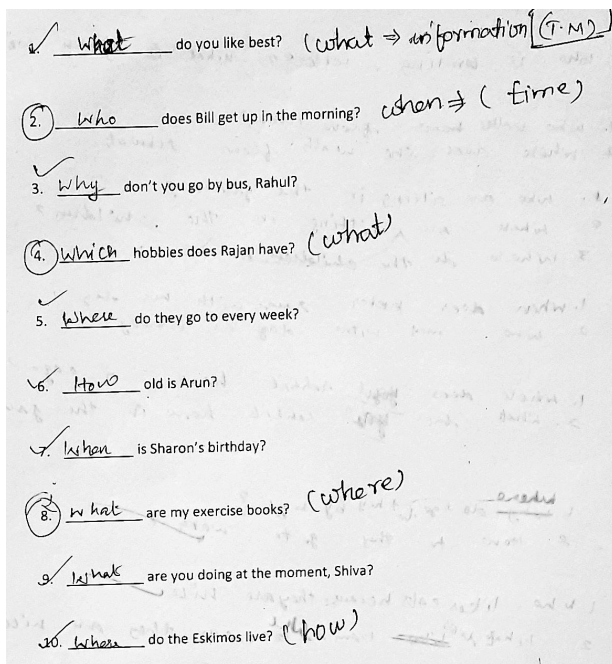 1. What do you like best? (what ⇒ information [(T.M)]
2. Who does Bill get up in the morning? when ⇒ (time)
3. Why don't you go by bus, Rahul?
4. Which hobbies does Rajan have? (what)
5. Where do they go to every week?
6. How old is Arun?
7. When is Sharon's birthday?
8. What are my exercise books? (where)
9. What are you doing at the moment, Shiva?
10. Where do the Eskimos live? (how)